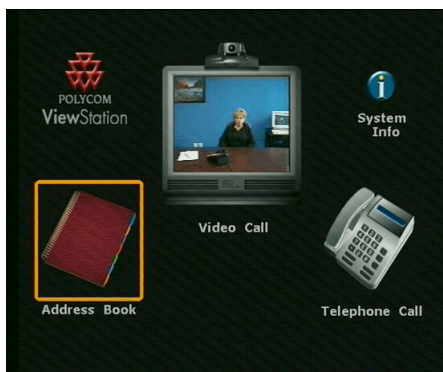 POLYCOM
ViewStation
System
Info
Video Call
Address Book
Telephone Call